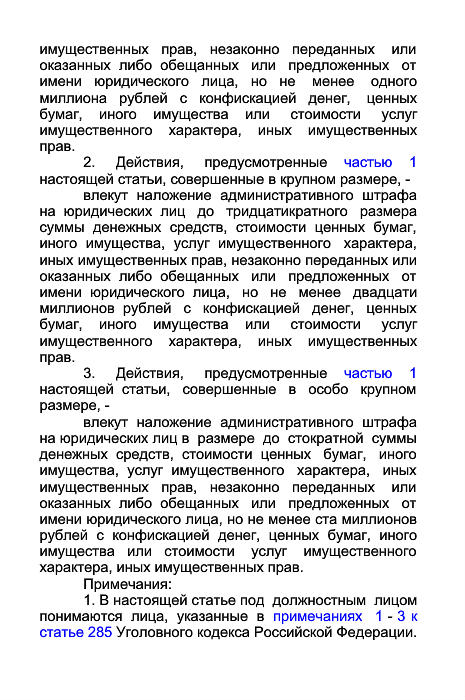 имущественных прав, незаконно переданных или
оказанных либо обещанных или предложенных от
имени юридического лица, но не менее одного
миллиона рублей с конфискацией денег, ценных
бумаг, иного имущества или стоимости услуг
имущественного характера, иных имущественных
прав.
2. Действия, предусмотренные частью 1
настоящей статьи, совершенные в крупном размере, -
влекут наложение административного штрафа
на юридических лиц до тридцатикратного размера
суммы денежных средств, стоимости ценных бумаг,
иного имущества, услуг имущественного характера,
иных имущественных прав, незаконно переданных или
оказанных либо обещанных или предложенных от
имени юридического лица, но не менее двадцати
миллионов рублей с конфискацией денег, ценных
бумаг, иного имущества или стоимости услуг
имущественного характера, иных имущественных
прав.
3. Действия, предусмотренные частью 1
настоящей статьи, совершенные в особо крупном
размере, -
влекут наложение административного штрафа
на юридических лиц в размере до стократной суммы
денежных средств, стоимости ценных бумаг, иного
имущества, услуг имущественного характера, иных
имущественных прав, незаконно переданных или
оказанных либо обещанных или предложенных от
имени юридического лица, но не менее ста миллионов
рублей с конфискацией денег, ценных бумаг, иного
имущества или стоимости услуг имущественного
характера, иных имущественных прав.
Примечания:
1. В настоящей статье под должностным лицом
понимаются лица, указанные в примечаниях 1 - 3 к
статье 285 Уголовного кодекса Российской Федерации.